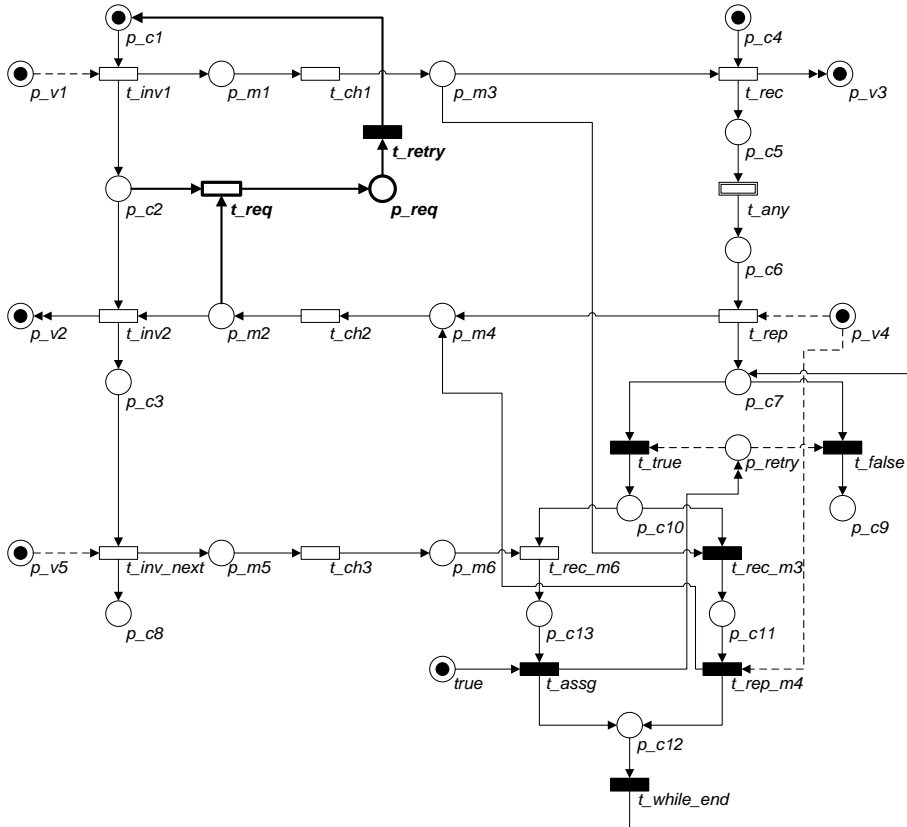 p_c1
p_c4
p_v1
t_inv1
p_m1
t_ch1
p_m3
t_rec
p_v3
t_retry
p_c5
p_c2
t_req
p_req
t_any
p_c6
p_v2
t_inv2
p_m2
t_ch2
p_m4
t_rep
p_v4
p_c3
p_c7
t_true
p_retry
t_false
p_c10
p_c9
p_v5
t_inv_next
p_m5
t_ch3
p_m6
t_rec_m6
t_rec_m3
p_c8
p_c13
p_c11
true
t_assg
t_rep_m4
p_c12
t_while_end